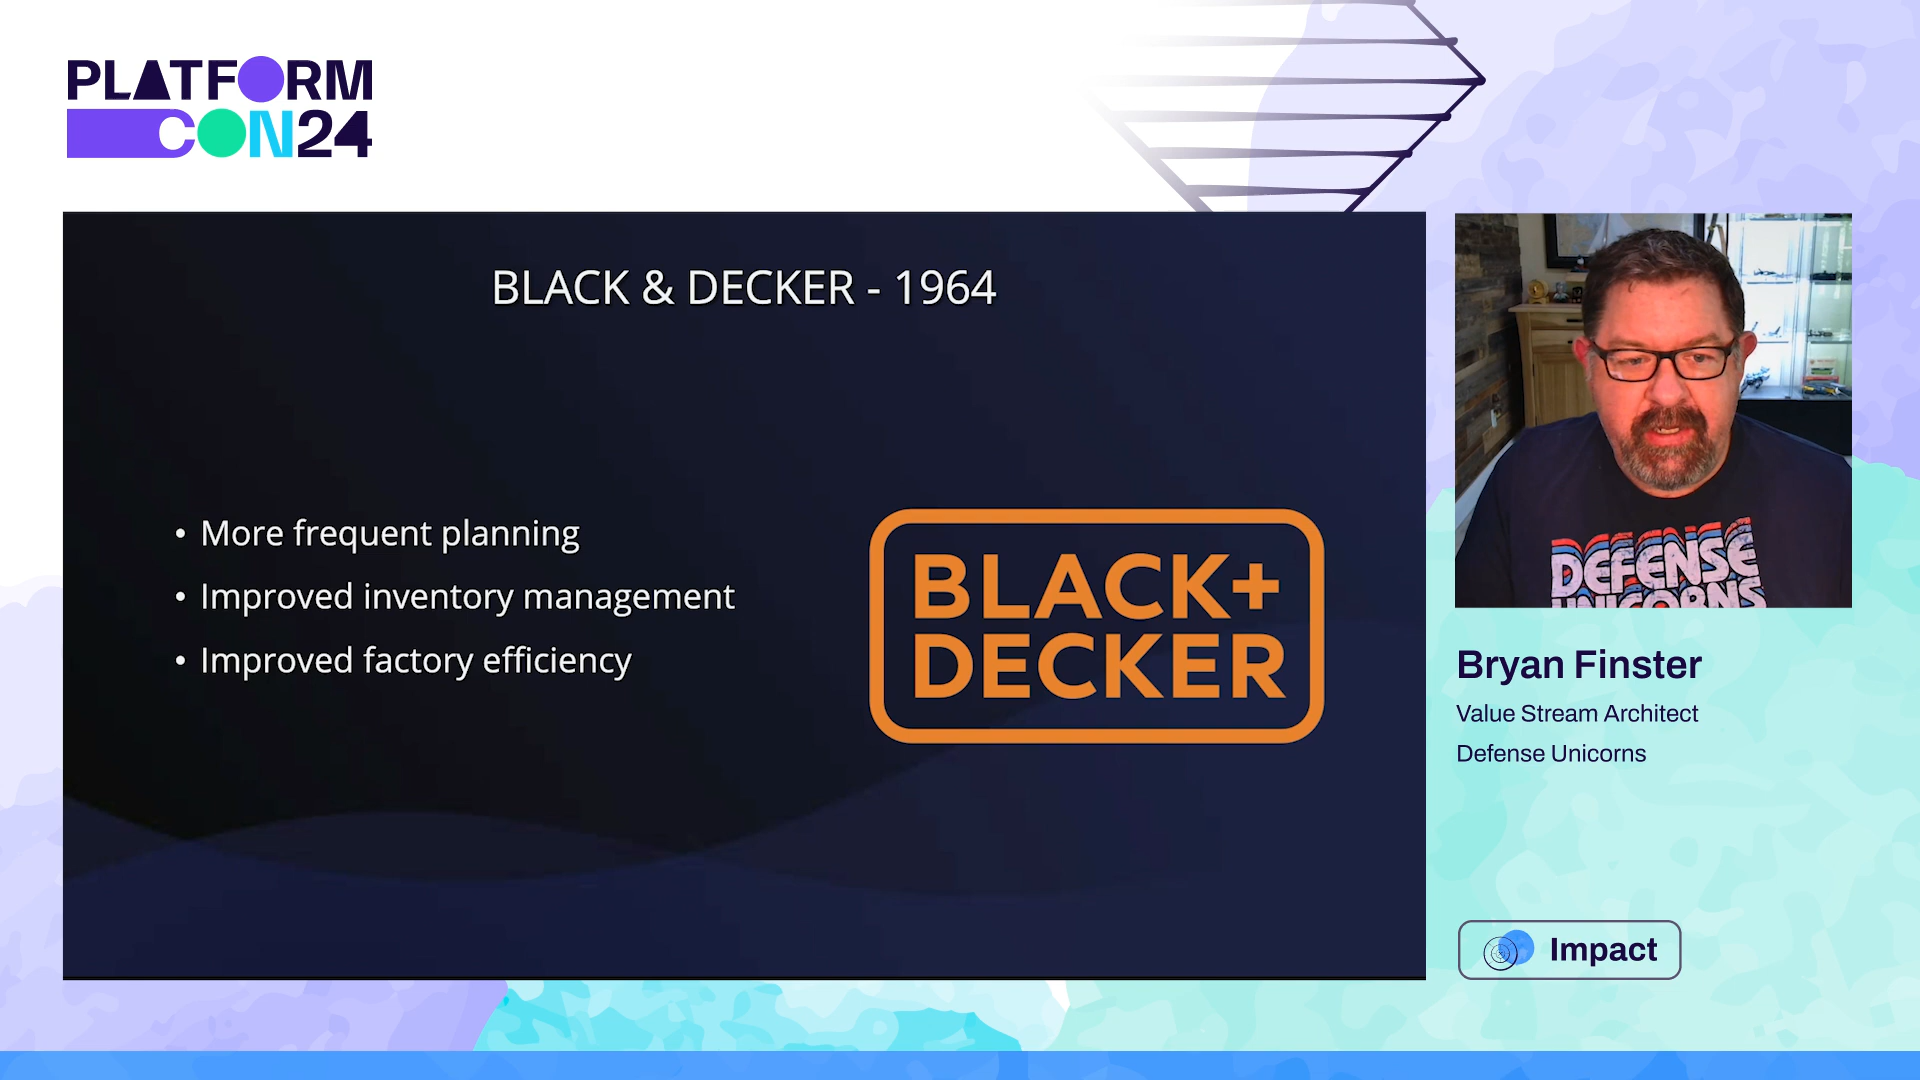 PLATFORM
CON24
BLACK & DECKER - 1964
• More frequent planning
• Improved inventory management
• Improved factory efficiency
BLACK+
DECKER
DEFENSE
UNICORNS
Bryan Finster
Value Stream Architect
Defense Unicorns
Impact